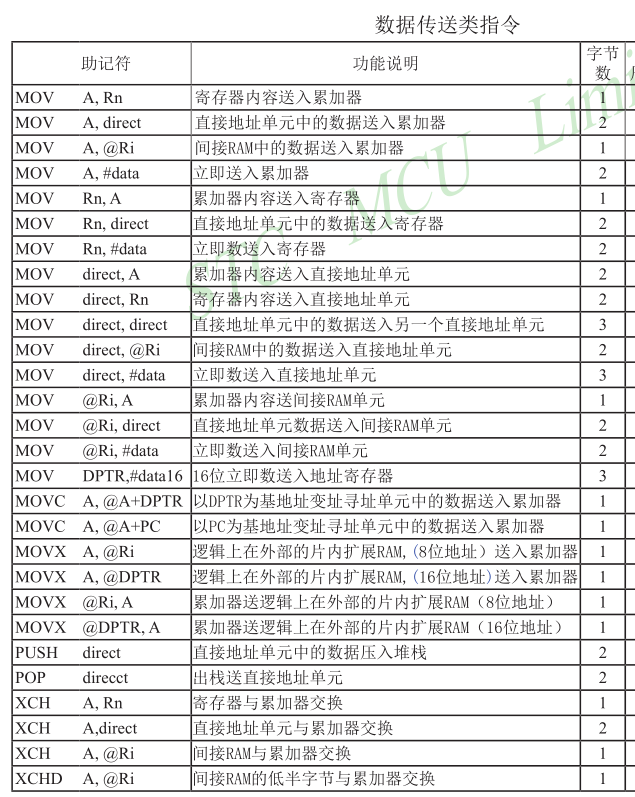 数据传送类指令
助记符 功能说明 字节数
MOV A, Rn 寄存器内容送入累加器 1
MOV A, direct 直接地址单元中的数据送入累加器 2
MOV A, @Ri 间接RAM中的数据送入累加器 1
MOV A, #data 立即送入累加器 2
MOV Rn, A 累加器内容送入寄存器 1
MOV Rn, direct 直接地址单元中的数据送入寄存器 2
MOV Rn, #data 立即数送入寄存器 2
MOV direct, A 累加器内容送入直接地址单元 2
MOV direct, Rn 寄存器内容送入直接地址单元 2
MOV direct, direct 直接地址单元中的数据送入另一个直接地址单元 3
MOV direct, @Ri 间接RAM中的数据送入直接地址单元 2
MOV direct, #data 立即数送入直接地址单元 3
MOV @Ri, A 累加器内容送间接RAM单元 1
MOV @Ri, direct 直接地址单元数据送入间接RAM单元 2
MOV @Ri, #data 立即数送入间接RAM单元 2
MOV DPTR,#data16 16位立即数送入地址寄存器 3
MOVC A, @A+DPTR 以DPTR为基地址变址寻址单元中的数据送入累加器 1
MOVC A, @A+PC 以PC为基地址变址寻址单元中的数据送入累加器 1
MOVX A, @Ri 逻辑上在外部的片内扩展RAM, (8位地址）送入累加器 1
MOVX A, @DPTR 逻辑上在外部的片内扩展RAM, (16位地址)送入累加器 1
MOVX @Ri, A 累加器送逻辑上在外部的片内扩展RAM（8位地址） 1
MOVX @DPTR, A 累加器送逻辑上在外部的片内扩展RAM（16位地址） 1
PUSH direct 直接地址单元中的数据压入堆栈 2
POP direcct 出栈送直接地址单元 2
XCH A, Rn 寄存器与累加器交换 1
XCH A,direct 直接地址单元与累加器交换 2
XCH A, @Ri 间接RAM与累加器交换 1
XCHD A, @Ri 间接RAM的低半字节与累加器交换 1
STC MCU Limi